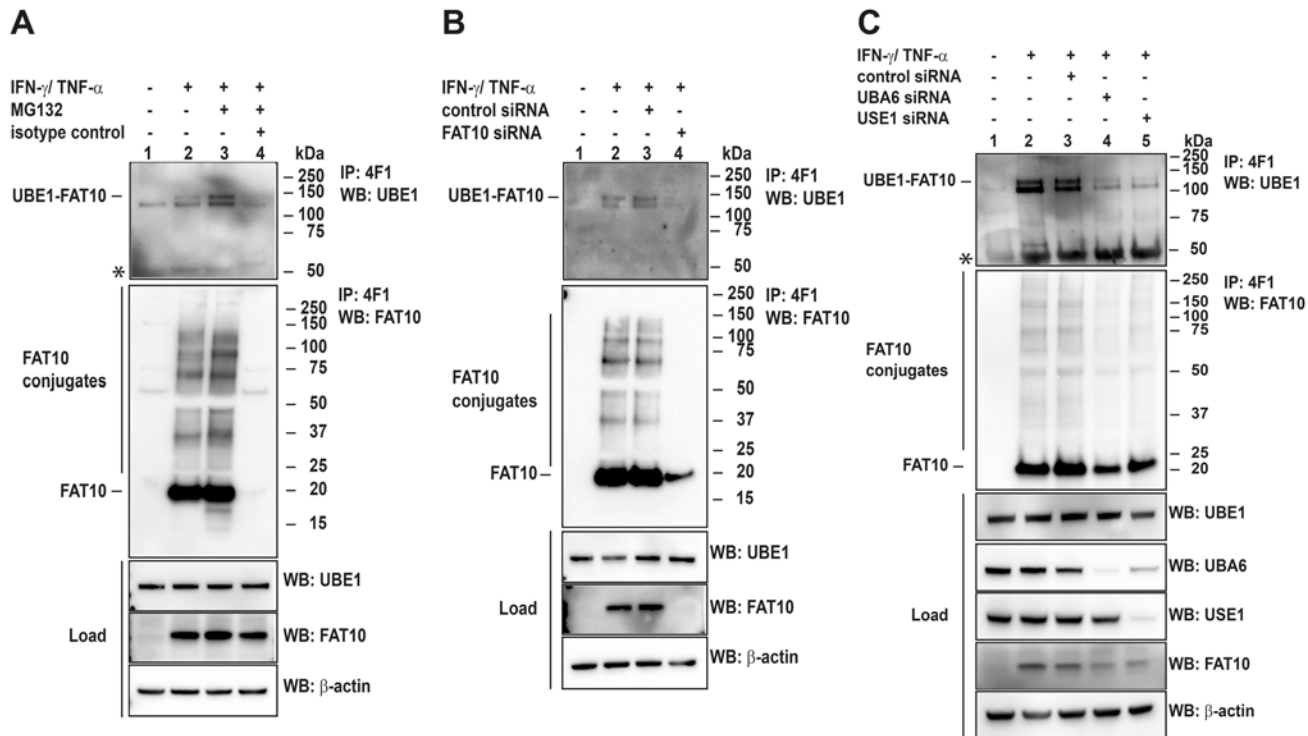 A
IFN-γ/ TNF-α - + + +
MG132 - - + +
isotype control - - - +
1 2 3 4 kDa
250
150
100
75
50
IP: 4F1
WB: UBE1
UBE1-FAT10
*
250
150
100
75
50
37
25
20
15
IP: 4F1
WB: FAT10
FAT10
conjugates
FAT10
Load
WB: UBE1
WB: FAT10
WB: β-actin
B
IFN-γ/ TNF-α - + + +
control siRNA - - + -
FAT10 siRNA - - - +
1 2 3 4 kDa
250
150
100
75
50
IP: 4F1
WB: UBE1
UBE1-FAT10
250
150
100
75
50
37
25
20
15
IP: 4F1
WB: FAT10
FAT10
conjugates
FAT10
Load
WB: UBE1
WB: FAT10
WB: β-actin
C
IFN-γ/ TNF-α - + + + +
control siRNA - - + - -
UBA6 siRNA - - - + -
USE1 siRNA - - - - +
1 2 3 4 5 kDa
250
150
100
75
50
IP: 4F1
WB: UBE1
UBE1-FAT10
*
250
150
100
75
50
37
25
20
IP: 4F1
WB: FAT10
FAT10
conjugates
FAT10
Load
WB: UBE1
WB: UBA6
WB: USE1
WB: FAT10
WB: β-actin